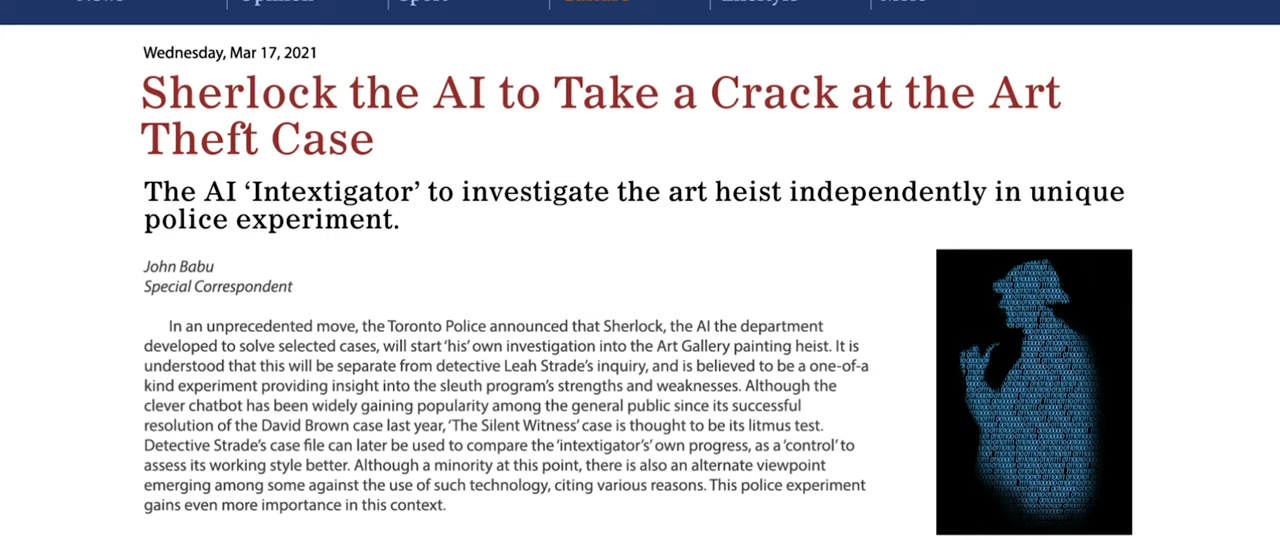 Wednesday, Mar 17, 2021
Sherlock the AI to Take a Crack at the Art
Theft Case
The AI ‘Intextigator’ to investigate the art heist independently in unique
police experiment.
John Babu
Special Correspondent
In an unprecedented move, the Toronto Police announced that Sherlock, the AI the department
developed to solve selected cases, will start ‘his’ own investigation into the Art Gallery painting heist. It is
understood that this will be separate from detective Leah Strade’s inquiry, and is believed to be a one-of-a
kind experiment providing insight into the sleuth program’s strengths and weaknesses. Although the
clever chatbot has been widely gaining popularity among the general public since its successful
resolution of the David Brown case last year, ‘The Silent Witness’ case is thought to be its litmus test.
Detective Strade’s case file can later be used to compare the ‘intextigator’s’ own progress, as a ‘control’ to
assess its working style better. Although a minority at this point, there is also an alternate viewpoint
emerging among some against the use of such technology, citing various reasons. This police experiment
gains even more importance in this context.